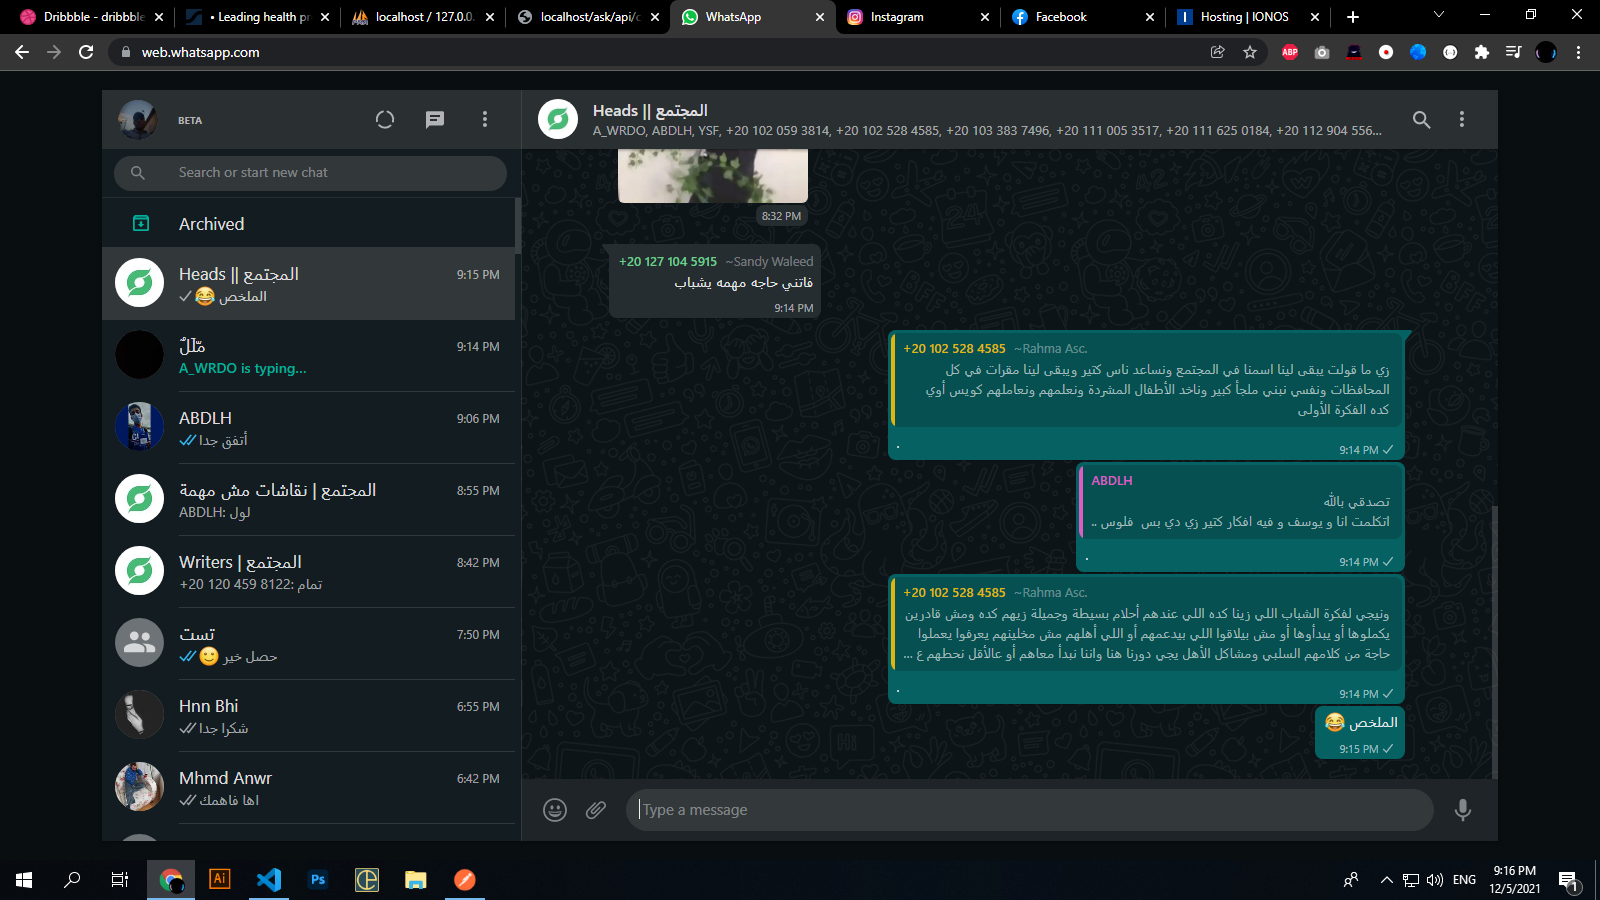 Dribbble - dribbble
• Leading health pr
localhost / 127.0.0.
localhost/ask/api/c
WhatsApp
Instagram
Facebook
Hosting | IONOS
web.whatsapp.com
ABP
BETA
Search or start new chat
Archived
Heads || المجتمع
9:15 PM
الملخص 😂
مّلَلٌ
9:14 PM
A_WRDO is typing...
ABDLH
9:06 PM
أتفق جدا
المجتمع | نقاشات مش مهمة
8:55 PM
ABDLH: لول
Writers | المجتمع
8:42 PM
+20 120 459 8122: تمام
تست
7:50 PM
حصل خير 🙂
Hnn Bhi
6:55 PM
شكرا جدا
Mhmd Anwr
6:42 PM
اها فاهمك
Heads || المجتمع
A_WRDO, ABDLH, YSF, +20 102 059 3814, +20 102 528 4585, +20 103 383 7496, +20 111 005 3517, +20 111 625 0184, +20 112 904 556...
8:32 PM
+20 127 104 5915 ~Sandy Waleed
فاتني حاجه مهمه يشباب
9:14 PM
+20 102 528 4585 ~Rahma Asc.
زي ما قولت يبقى لينا اسمنا في المجتمع ونساعد ناس كتير ويبقى لينا مقرات في كل
المحافظات ونفسي نبني ملجأ كبير وناخد الأطفال المشردة ونعلمهم ونعاملهم كويس أوي
كده الفكرة الأولى
.
9:14 PM
ABDLH
تصدقي بالله
اتكلمت انا و يوسف و فيه افكار كتير زي دي بس فلوس ..
.
9:14 PM
+20 102 528 4585 ~Rahma Asc.
ونيجي لفكرة الشباب اللي زينا كده اللي عندهم أحلام بسيطة وجميلة زيهم كده ومش قادرين
يكملوها أو يبدأوها أو مش بيلاقوا اللي بيدعمهم أو اللي أهلهم مش مخلينهم يعرفوا يعملوا
حاجة من كلامهم السلبي ومشاكل الأهل يجي دورنا هنا واننا نبدأ معاهم أو عالأقل نحطهم ع ...
.
9:14 PM
الملخص 😂
9:15 PM
Type a message
Ai
Ps
ENG
9:16 PM
12/5/2021
1